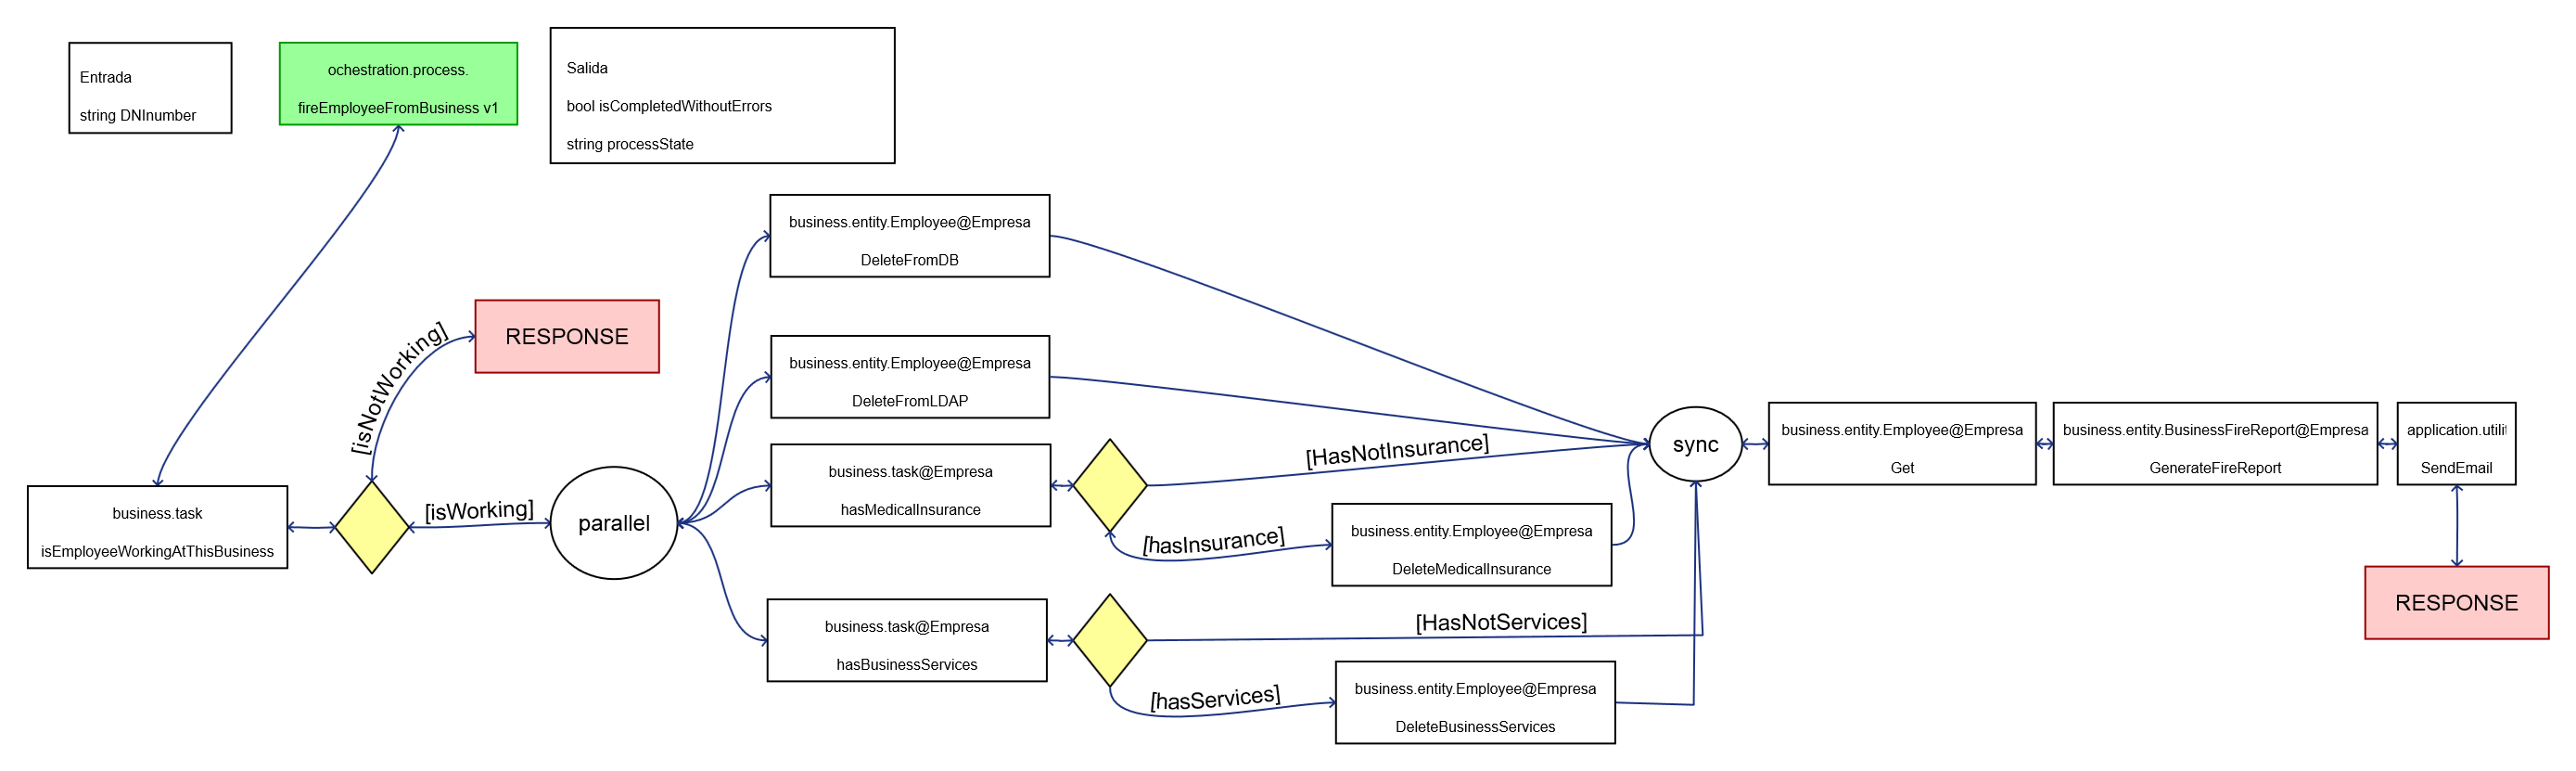 Entrada
string DNInumber
ochestration.process.
fireEmployeeFromBusiness v1
Salida
bool isCompletedWithoutErrors
string processState
business.entity.Employee@Empresa
DeleteFromDB
[isNotWorking]
RESPONSE
business.entity.Employee@Empresa
DeleteFromLDAP
business.task
isEmployeeWorkingAtThisBusiness
[isWorking]
parallel
business.task@Empresa
hasMedicalInsurance
[HasNotInsurance]
[hasInsurance]
business.entity.Employee@Empresa
DeleteMedicalInsurance
business.task@Empresa
hasBusinessServices
[HasNotServices]
[hasServices]
business.entity.Employee@Empresa
DeleteBusinessServices
sync
business.entity.Employee@Empresa
Get
business.entity.BusinessFireReport@Empresa
GenerateFireReport
application.utili
SendEmail
RESPONSE